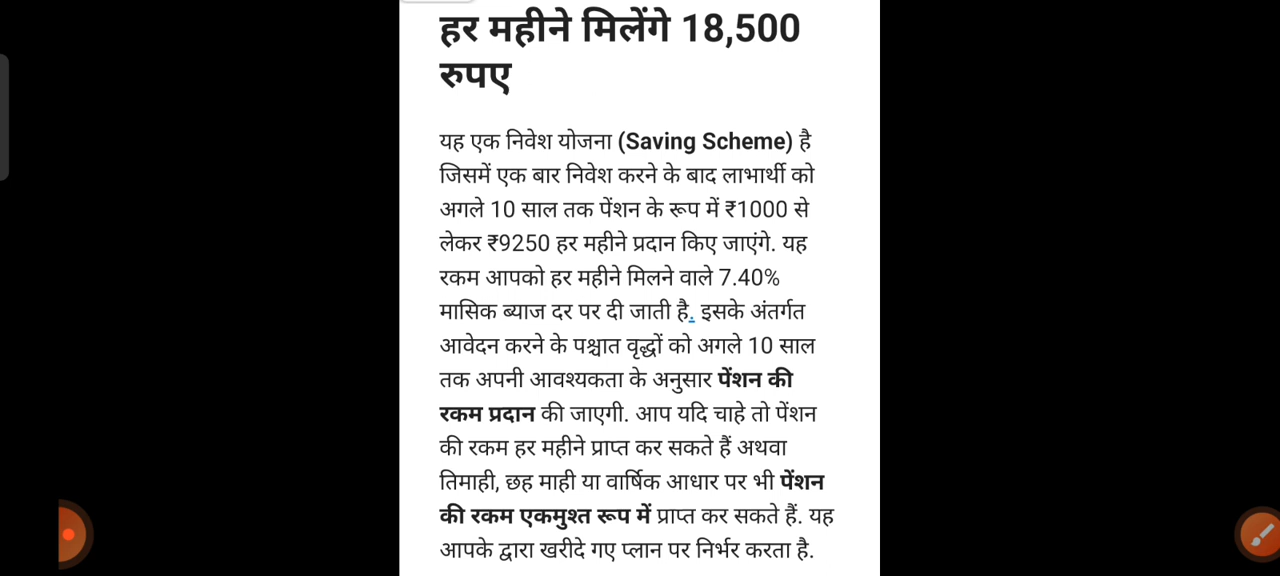 हर महीने मिलेंगे 18,500
रुपए
यह एक निवेश योजना (Saving Scheme) है
जिसमें एक बार निवेश करने के बाद लाभार्थी को
अगले 10 साल तक पेंशन के रूप में ₹1000 से
लेकर ₹9250 हर महीने प्रदान किए जाएंगे. यह
रकम आपको हर महीने मिलने वाले 7.40%
मासिक ब्याज दर पर दी जाती है. इसके अंतर्गत
आवेदन करने के पश्चात वृद्धों को अगले 10 साल
तक अपनी आवश्यकता के अनुसार पेंशन की
रकम प्रदान की जाएगी. आप यदि चाहे तो पेंशन
की रकम हर महीने प्राप्त कर सकते हैं अथवा
तिमाही, छह माही या वार्षिक आधार पर भी पेंशन
की रकम एकमुश्त रूप में प्राप्त कर सकते हैं. यह
आपके द्वारा खरीदे गए प्लान पर निर्भर करता है.